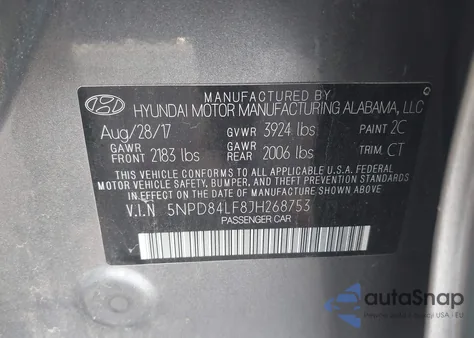 MANUFACTURED BY
HYUNDAI MOTOR MANUFACTURING ALABAMA, LLC
Aug/28/17 GVWR 3924 lbs PAINT 2C
GAWR FRONT 2183 lbs GAWR REAR 2006 lbs TRIM CT
THIS VEHICLE CONFORMS TO ALL APPLICABLE U.S.A. FEDERAL
MOTOR VEHICLE SAFETY, BUMPER, AND THEFT PREVENTION
STANDARDS IN EFFECT ON THE DATE OF MANUFACTURE SHOWN ABOVE.
V.I.N 5NPD84LF8JH268753
PASSENGER CAR
autoSnap